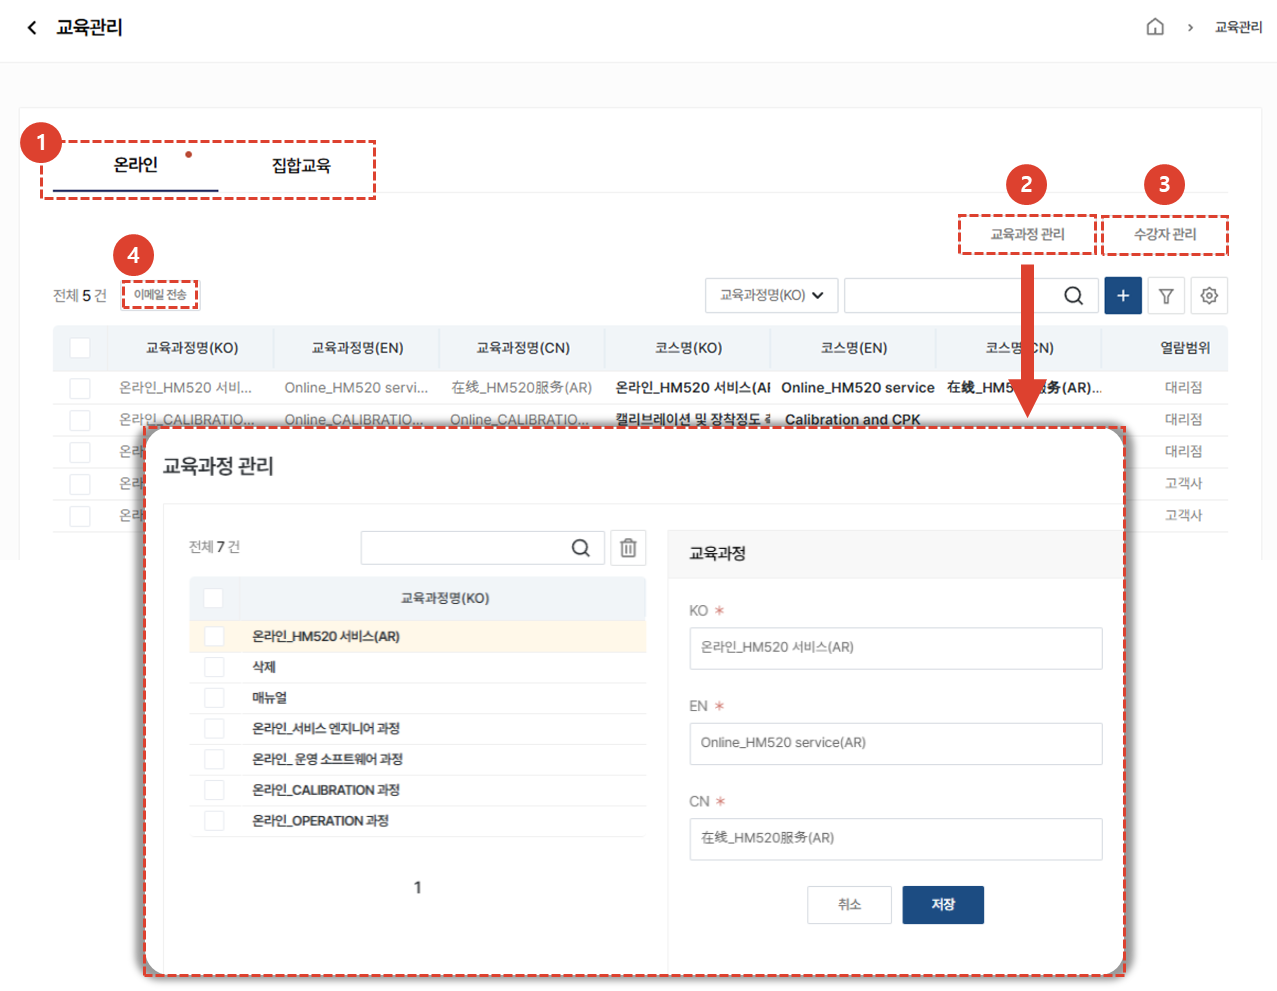 교육관리
교육관리
1
온라인
집합교육
2
3
교육과정 관리
수강자 관리
4
전체 5 건
이메일 전송
교육과정명(KO)
교육과정명(KO) 교육과정명(EN) 교육과정명(CN) 코스명(KO) 코스명(EN) 코스명 CN) 열람범위
온라인_HM520 서비... Online_HM520 servi... 在线_HM520服务(AR) 온라인_HM520 서비스(AI Online_HM520 service 在线_HM5 服务(AR)... 대리점
온라인_CALIBRATIO... Online_CALIBRATIO... Online_CALIBRATIO... 캘리브레이션 및 장착정도 Calibration and CPK 대리점
온라 대리점
온라 고객사
온라 고객사
교육과정 관리
전체 7 건
교육과정명(KO)
온라인_HM520 서비스(AR)
삭제
매뉴얼
온라인_서비스 엔지니어 과정
온라인_ 운영 소프트웨어 과정
온라인_CALIBRATION 과정
온라인_OPERATION 과정
1
교육과정
KO *
온라인_HM520 서비스(AR)
EN *
Online_HM520 service(AR)
CN *
在线_HM520服务(AR)
취소
저장